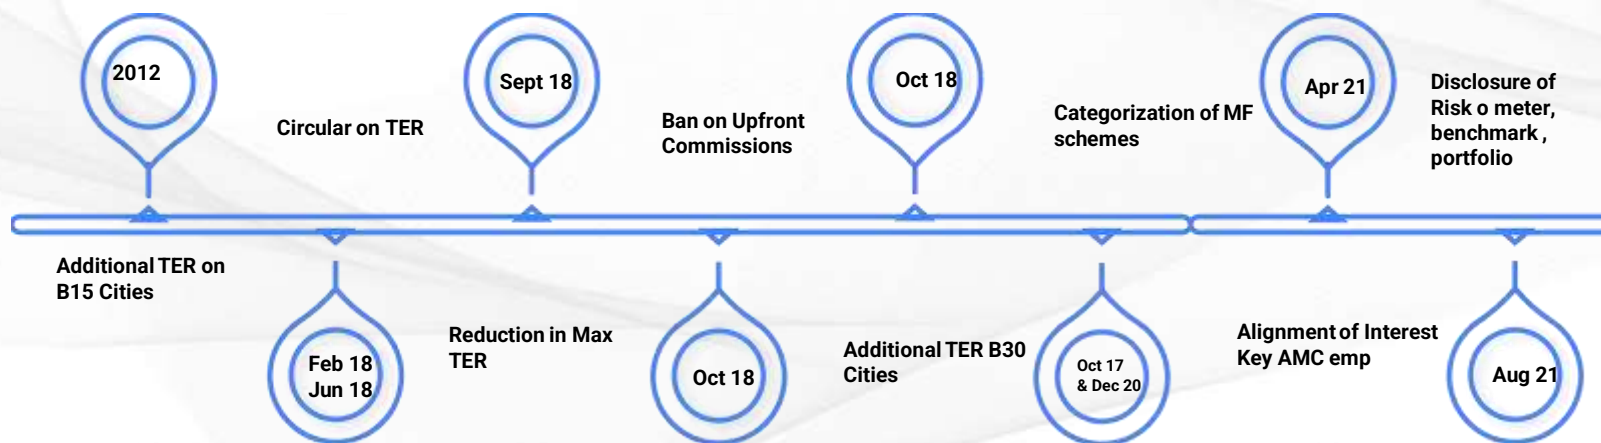 2012
Additional TER on
B15 Cities
Circular on TER
Feb 18
Jun 18
Sept 18
Reduction in Max
TER
Ban on Upfront
Commissions
Oct 18
Oct 18
Additional TER B30
Cities
Categorization of MF
schemes
Oct 17
& Dec 20
Apr 21
Alignment of Interest
Key AMC emp
Disclosure of
Risk o meter,
benchmark ,
portfolio
Aug 21